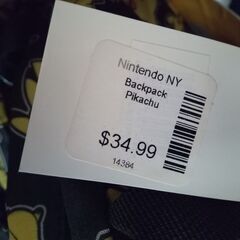 Nintendo NY
Backpack
Pikachu
$34.99
14384